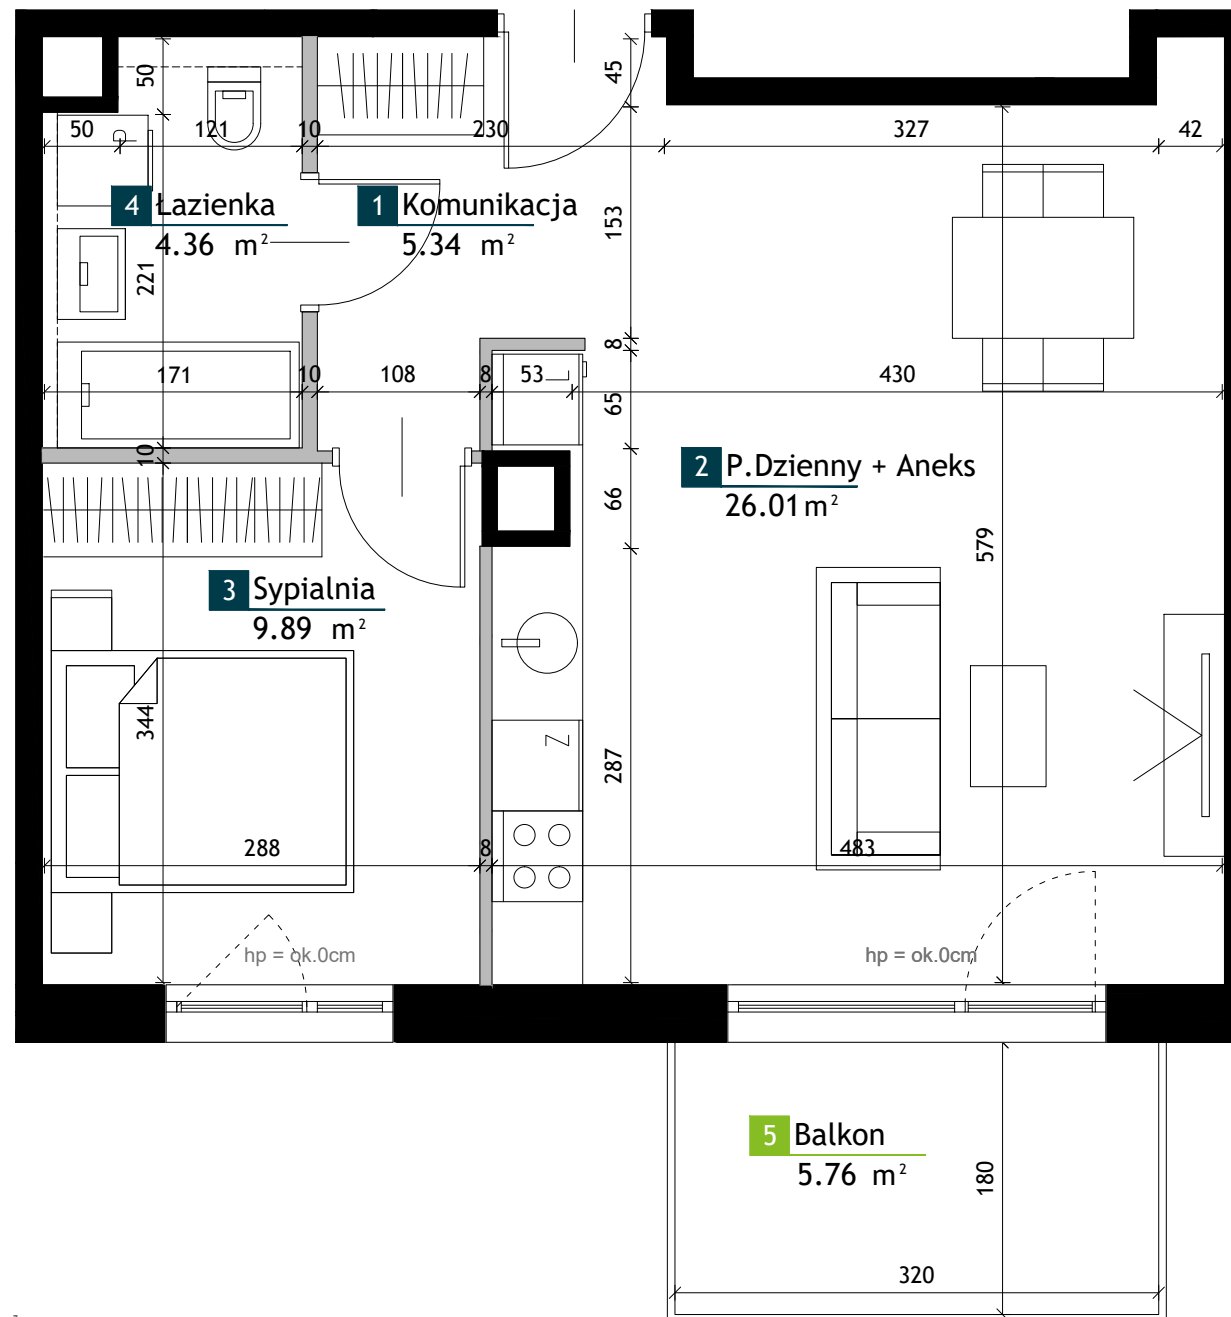 50
45
50
121
10
230
327
42
4 Łazienka
4.36 m²
1 Komunikacja
5.34 m²
153
221
8
171
10
108
8
53
430
65
10
2 P.Dzienny + Aneks
26.01 m²
66
579
3 Sypialnia
9.89 m²
344
287
Z
288
8
483
hp = ok.0cm
hp = ok.0cm
5 Balkon
5.76 m²
180
320